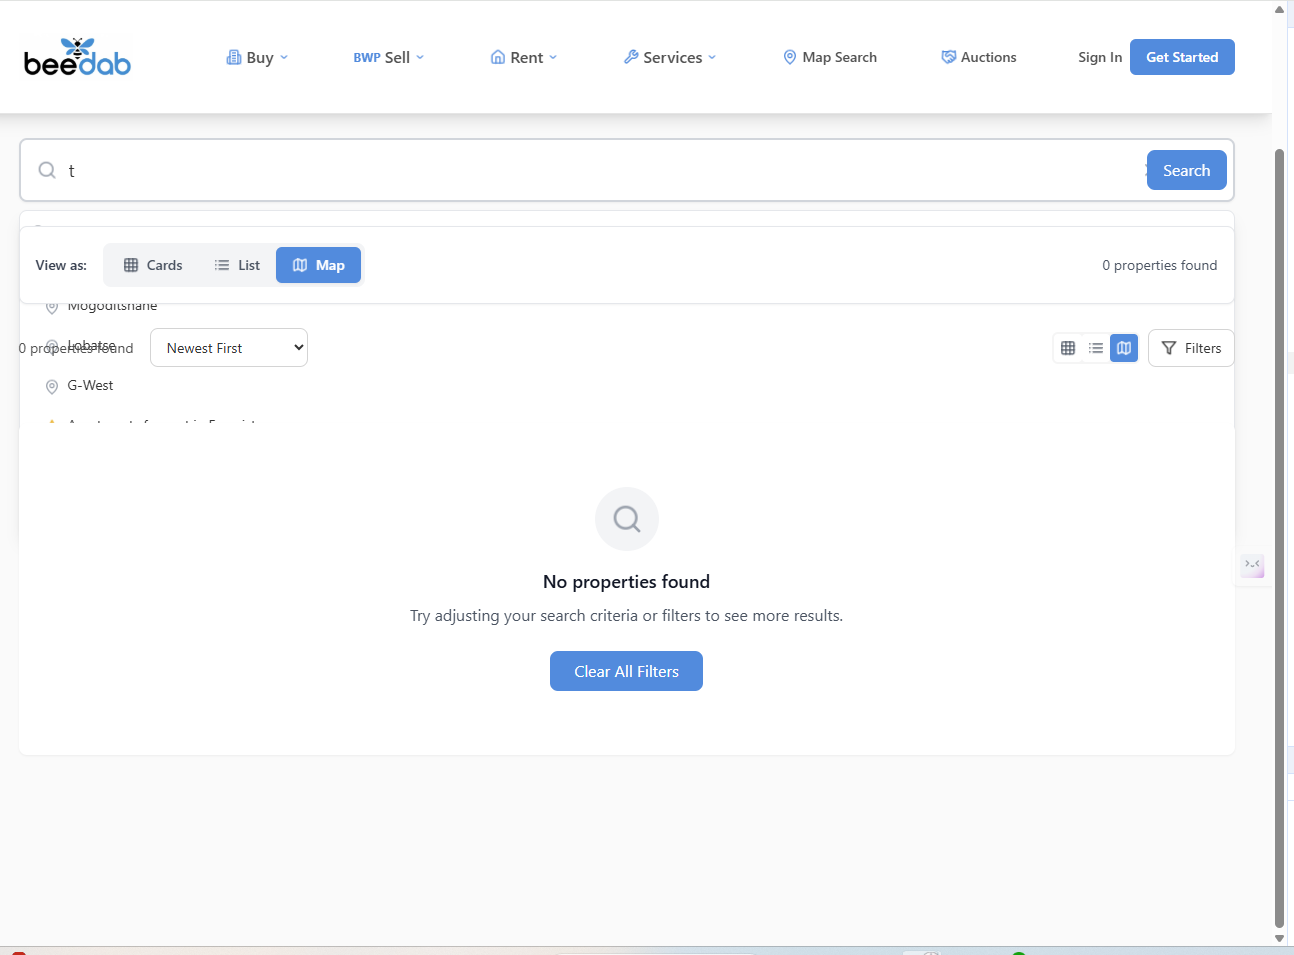 beedab
Buy
BWP Sell
Rent
Services
Map Search
Auctions
Sign In
Get Started
t
Search
View as:
Cards
List
Map
0 properties found
Mogoditshane
0 properties found
Lobatse
Newest First
Filters
G-West
No properties found
Try adjusting your search criteria or filters to see more results.
Clear All Filters